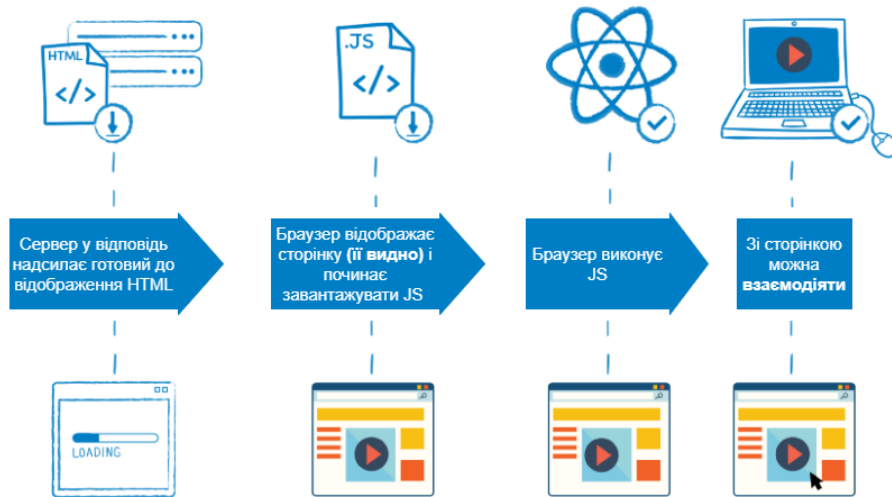 HTML
</>
.JS
</>
Сервер у відповідь
надсилає готовий до
відображення HTML
Браузер відображає
сторінку (її видно) і
починає
завантажувати JS
Браузер виконує
JS
Зі сторінкою
можна
взаємодіяти
LOADING